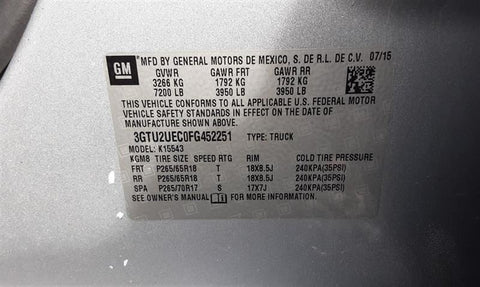 GM MFD BY GENERAL MOTORS DE MEXICO, S. DE R.L. DE C.V. 07/15
GVWR GAWR FRT GAWR RR
3266 KG 1792 KG 1792 KG
7200 LB 3950 LB 3950 LB
THIS VEHICLE CONFORMS TO ALL APPLICABLE U.S. FEDERAL MOTOR
VEHICLE SAFETY STANDARDS IN EFFECT ON THE DATE OF
MANUFACTURE SHOWN ABOVE.
3GTU2UEC0FG452251 TYPE: TRUCK
MODEL: K15543
KGM8 TIRE SIZE SPEED RTG RIM COLD TIRE PRESSURE
FRT P265/65R18 T 18X8.5J 240KPA(35PSI)
RR P265/65R18 T 18X8.5J 240KPA(35PSI)
SPA P265/70R17 S 17X7J 240KPA(35PSI)
SEE OWNER'S MANUAL FOR MORE INFORMATION.